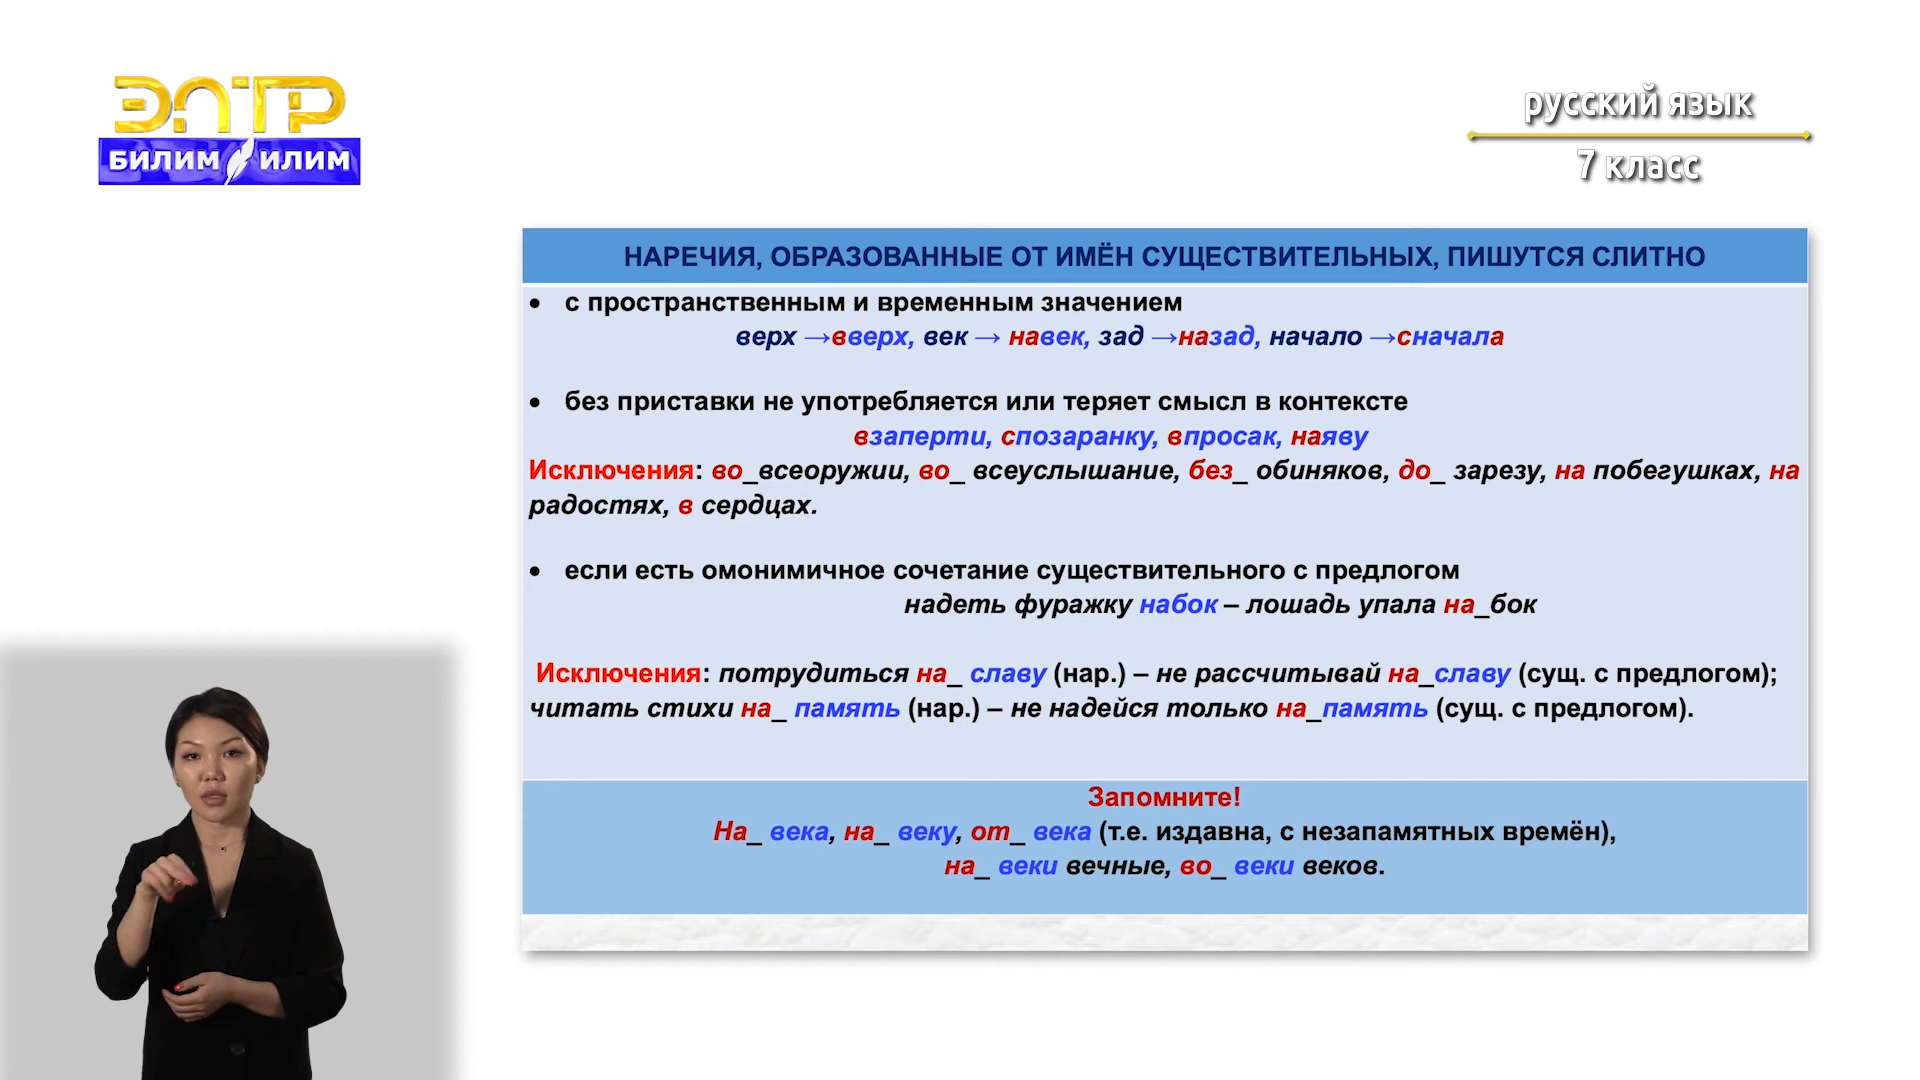 ЭЛТР
БИЛИМ ИЛИМ
русский язык
7 класс
НАРЕЧИЯ, ОБРАЗОВАННЫЕ ОТ ИМЁН СУЩЕСТВИТЕЛЬНЫХ, ПИШУТСЯ СЛИТНО
• с пространственным и временным значением
верх →вверх, век → навек, зад →назад, начало →сначала
• без приставки не употребляется или теряет смысл в контексте
взаперти, спозаранку, впросак, наяву
Исключения: во_всеоружии, во_ всеуслышание, без_ обиняков, до_ зарезу, на побегушках, на
радостях, в сердцах.
• если есть омонимичное сочетание существительного с предлогом
надеть фуражку набок – лошадь упала на_бок
Исключения: потрудиться на_ славу (нар.) – не рассчитывай на_славу (сущ. с предлогом);
читать стихи на_ память (нар.) – не надейся только на_память (сущ. с предлогом).
Запомните!
На_ века, на_ веку, от_ века (т.е. издавна, с незапамятных времён),
на_ веки вечные, во_ веки веков.